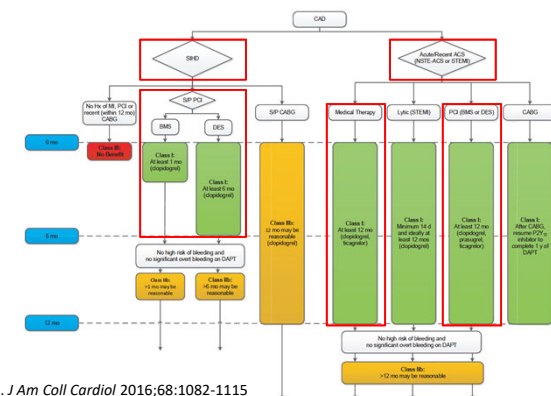 CAD
SIHD
Acute/Recent ACS
(NSTE-ACS or STEMI)
No Hx of MI, PCI or
recent (within 12 mo)
CABG
S/P PCI
S/P CABG
Medical Therapy
Lytic (STEMI)
PCI (BMS or DES)
CABG
BMS
DES
0 mo
Class III:
No Benefit
Class I:
At least 1 mo
(clopidogrel)
Class I:
At least 6 mo
(clopidogrel)
Class IIb:
12 mo may be
reasonable
(clopidogrel)
Class I:
At least 12 mo
(clopidogrel,
ticagrelor)
Class I:
Minimum 14 d
and ideally at
least 12 mos
(clopidogrel)
Class I:
At least 12 mo
(clopidogrel,
prasugrel,
ticagrelor)
Class I:
After CABG,
resume P2Y12
inhibitor to
complete 1 y of
DAPT
6 mo
No high risk of bleeding and
no significant overt bleeding on DAPT
Class IIb:
>1 mo may be
reasonable
Class IIb:
>6 mo may be
reasonable
12 mo
No high risk of bleeding and
no significant overt bleeding on DAPT
Class IIb:
>12 mo may be reasonable
. J Am Coll Cardiol 2016;68:1082-1115